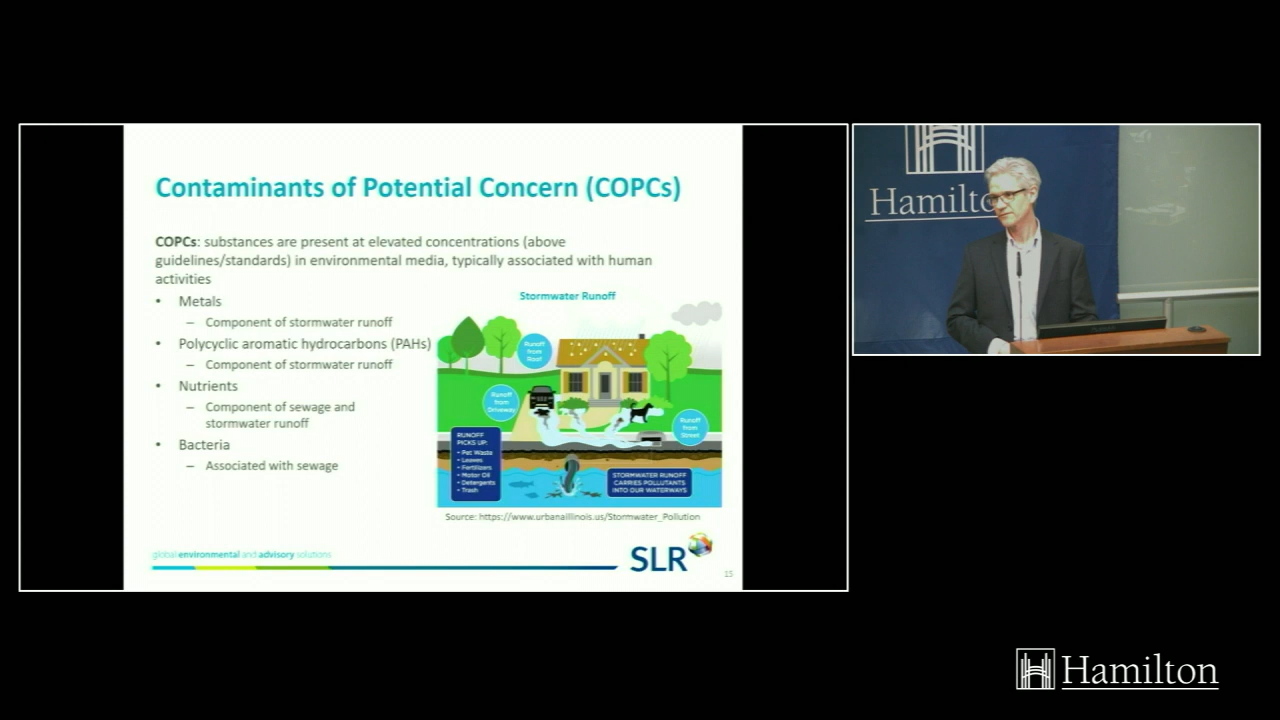 Contaminants of Potential Concern (COPCs)
COPCs: substances are present at elevated concentrations (above
guidelines/standards) in environmental media, typically associated with human
activities
• Metals
– Component of stormwater runoff
• Polycyclic aromatic hydrocarbons (PAHs)
– Component of stormwater runoff
• Nutrients
– Component of sewage and
stormwater runoff
• Bacteria
– Associated with sewage
Stormwater Runoff
Runoff
from
Roof
Runoff
from
Driveway
Runoff
from
Street
RUNOFF
PICKS UP:
• Pet Waste
• Leaves
• Fertilizers
• Motor Oil
• Detergents
• Trash
STORMWATER RUNOFF
CARRIES POLLUTANTS
INTO OUR WATERWAYS
Source: https://www.urbanaillinois.us/Stormwater_Pollution
global environmental and advisory solutions
SLR
15
Hamilto
Hamilton